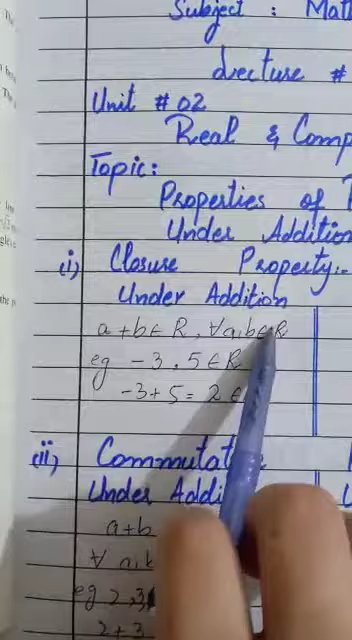 Subject : Math
Lecture #
Unit # 02
Real & Comp
Topic:
Properties of
Under Addition
(i) Closure Property:-
Under Addition
a + b ∈ R, ∀ a, b ∈ R
eg -3, 5 ∈ R
-3 + 5 = 2 ∈
(ii) Commutat
Under Addi
a + b
∀ a, b
eg 2, 3,
2 + 3